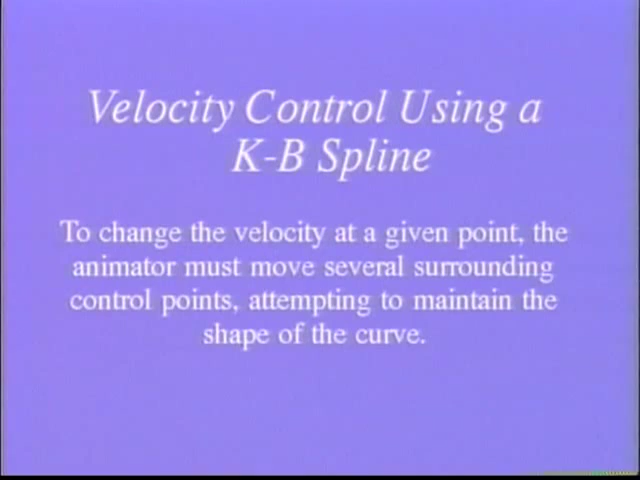 Velocity Control Using a
K-B Spline
To change the velocity at a given point, the
animator must move several surrounding
control points, attempting to maintain the
shape of the curve.